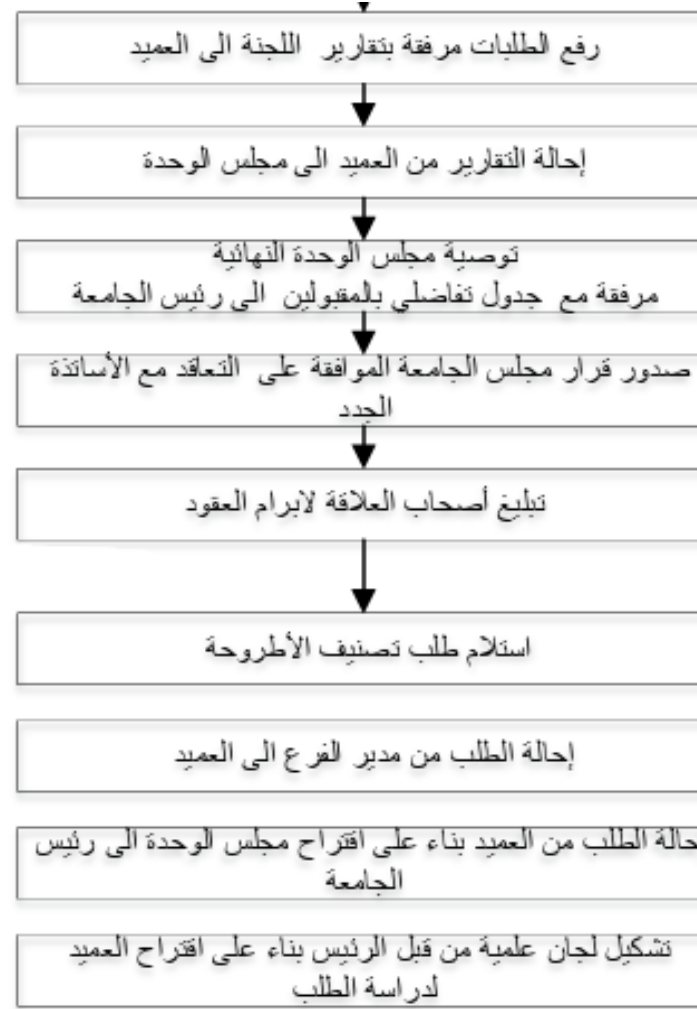 رفع الطلبات مرفقة بتقارير اللجنة الى العميد
إحالة التقارير من العميد الى مجلس الوحدة
توصية مجلس الوحدة النهائية
مرفقة مع جدول تفاضلي بالمقبولين الى رئيس الجامعة
صدور قرار مجلس الجامعة الموافقة على التعاقد مع الأساتذة
الجدد
تبليغ أصحاب العلاقة لابرام العقود
استلام طلب تصنيف الأطروحة
إحالة الطلب من مدير الفرع الى العميد
حالة الطلب من العميد بناء على اقتراح مجلس الوحدة الى رئيس
الجامعة
تشكيل لجان علمية من قبل الرئيس بناء على اقتراح العميد
لدراسة الطلب